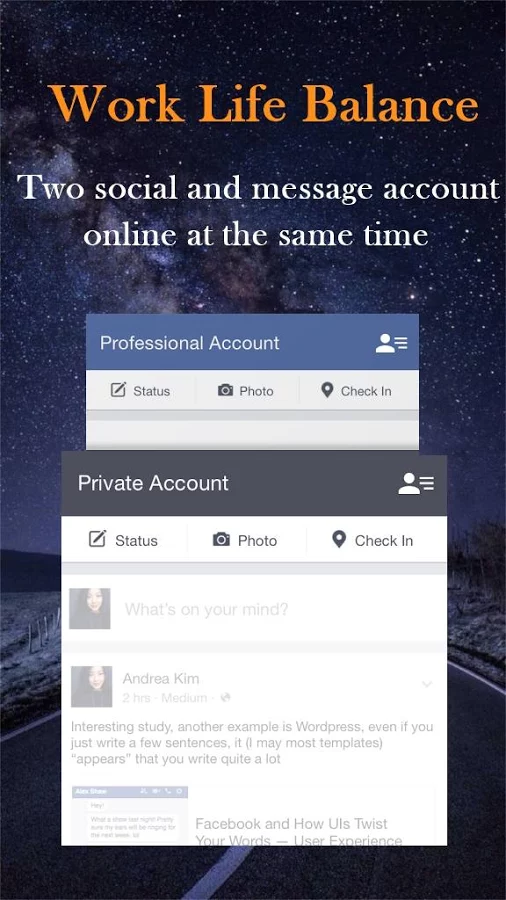 Work Life Balance
Two social and message account
online at the same time
Professional Account
Status
Photo
Check In
Private Account
Status
Photo
Check In
What's on your mind?
Andrea Kim
2 hrs · Medium ·
Interesting study, another example is Wordpress, even if you
just write a few sentences, it (I may most templates)
“appears” that you write quite a lot
Alex Shaw
Hey!
What a show last night! Pretty
sure my ears will be ringing for
the next week. lol
Facebook and How UIs Twist
Your Words — User Experience